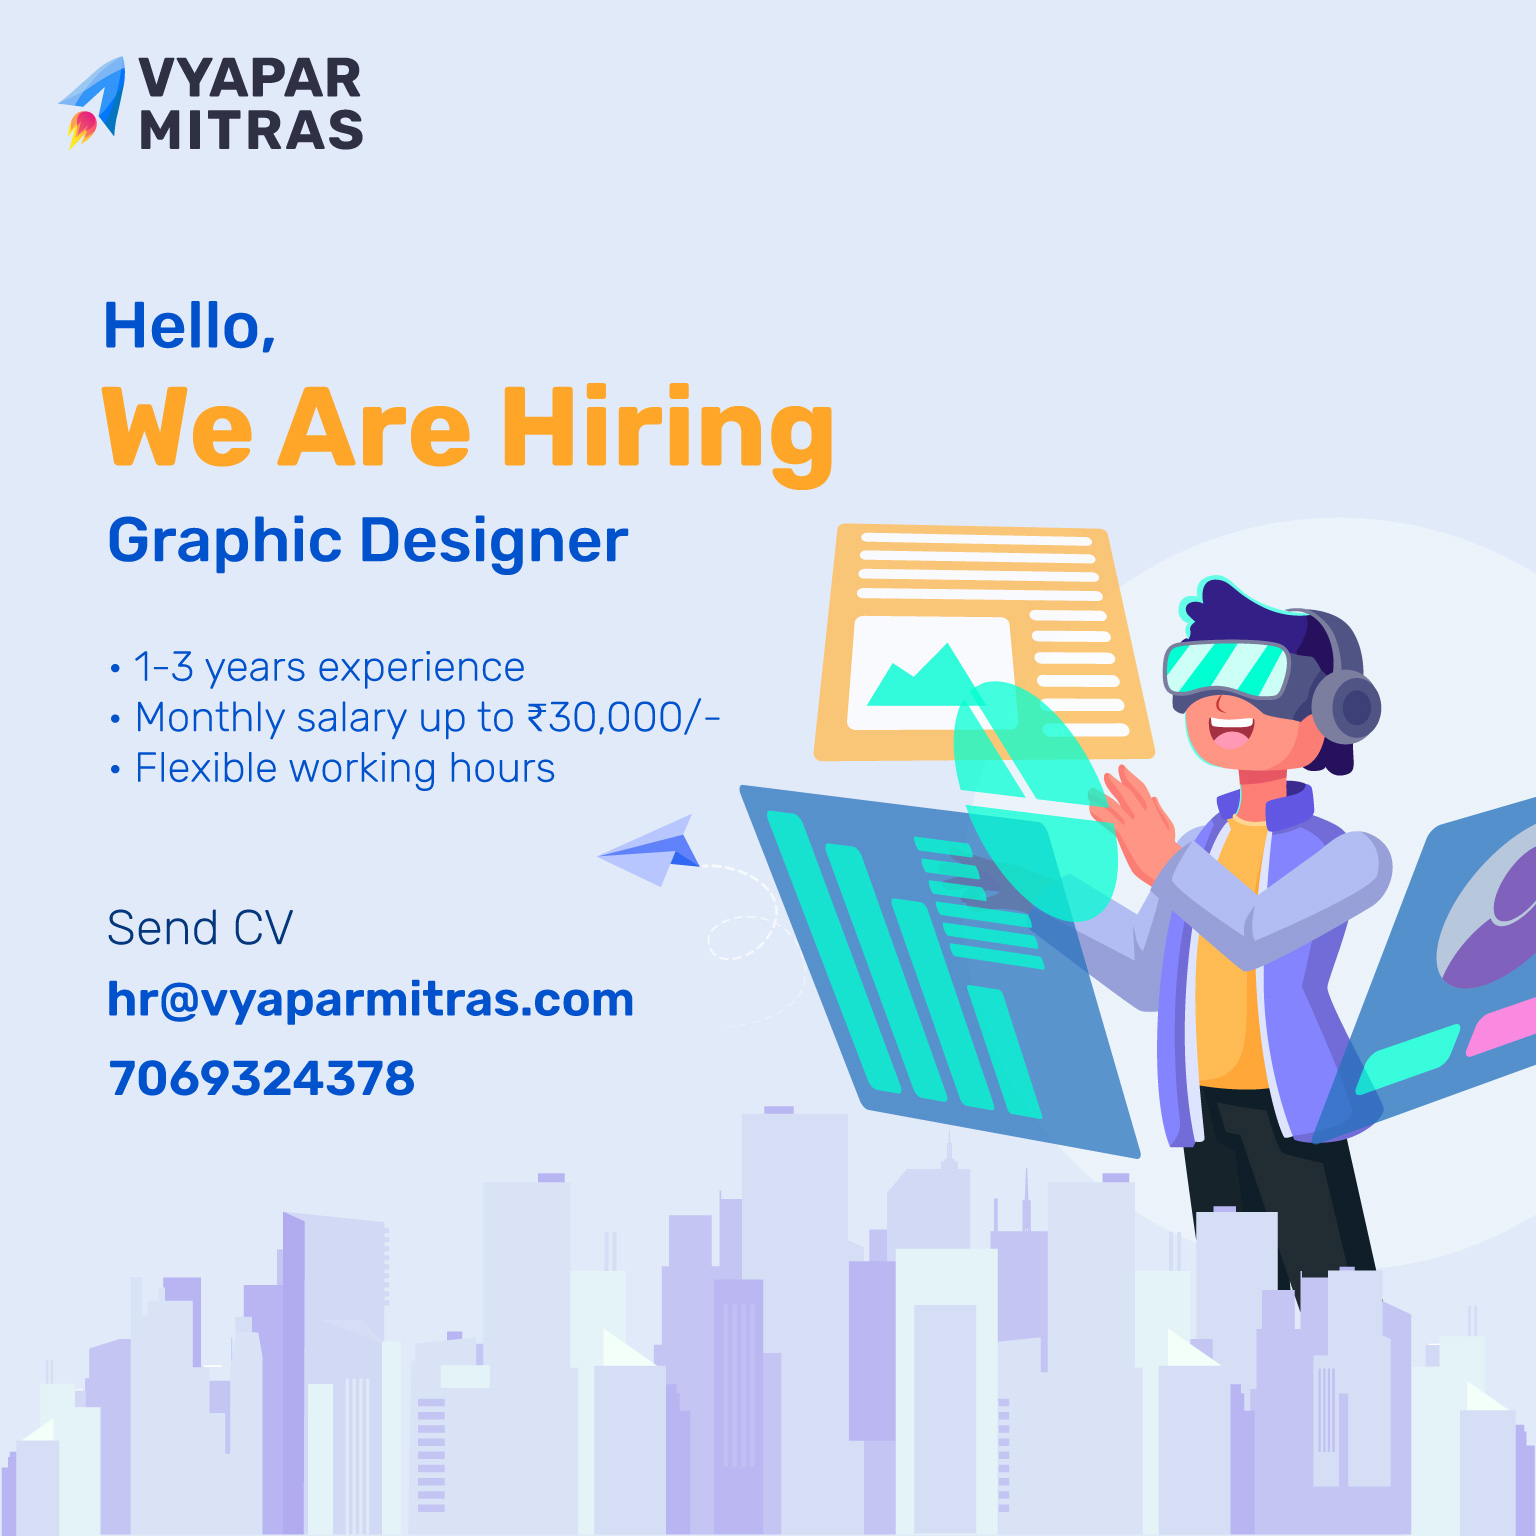 VYAPAR
MITRAS
Hello,
We Are Hiring
Graphic Designer
• 1-3 years experience
• Monthly salary up to ₹30,000/-
• Flexible working hours
Send CV
hr@vyaparmitras.com
7069324378